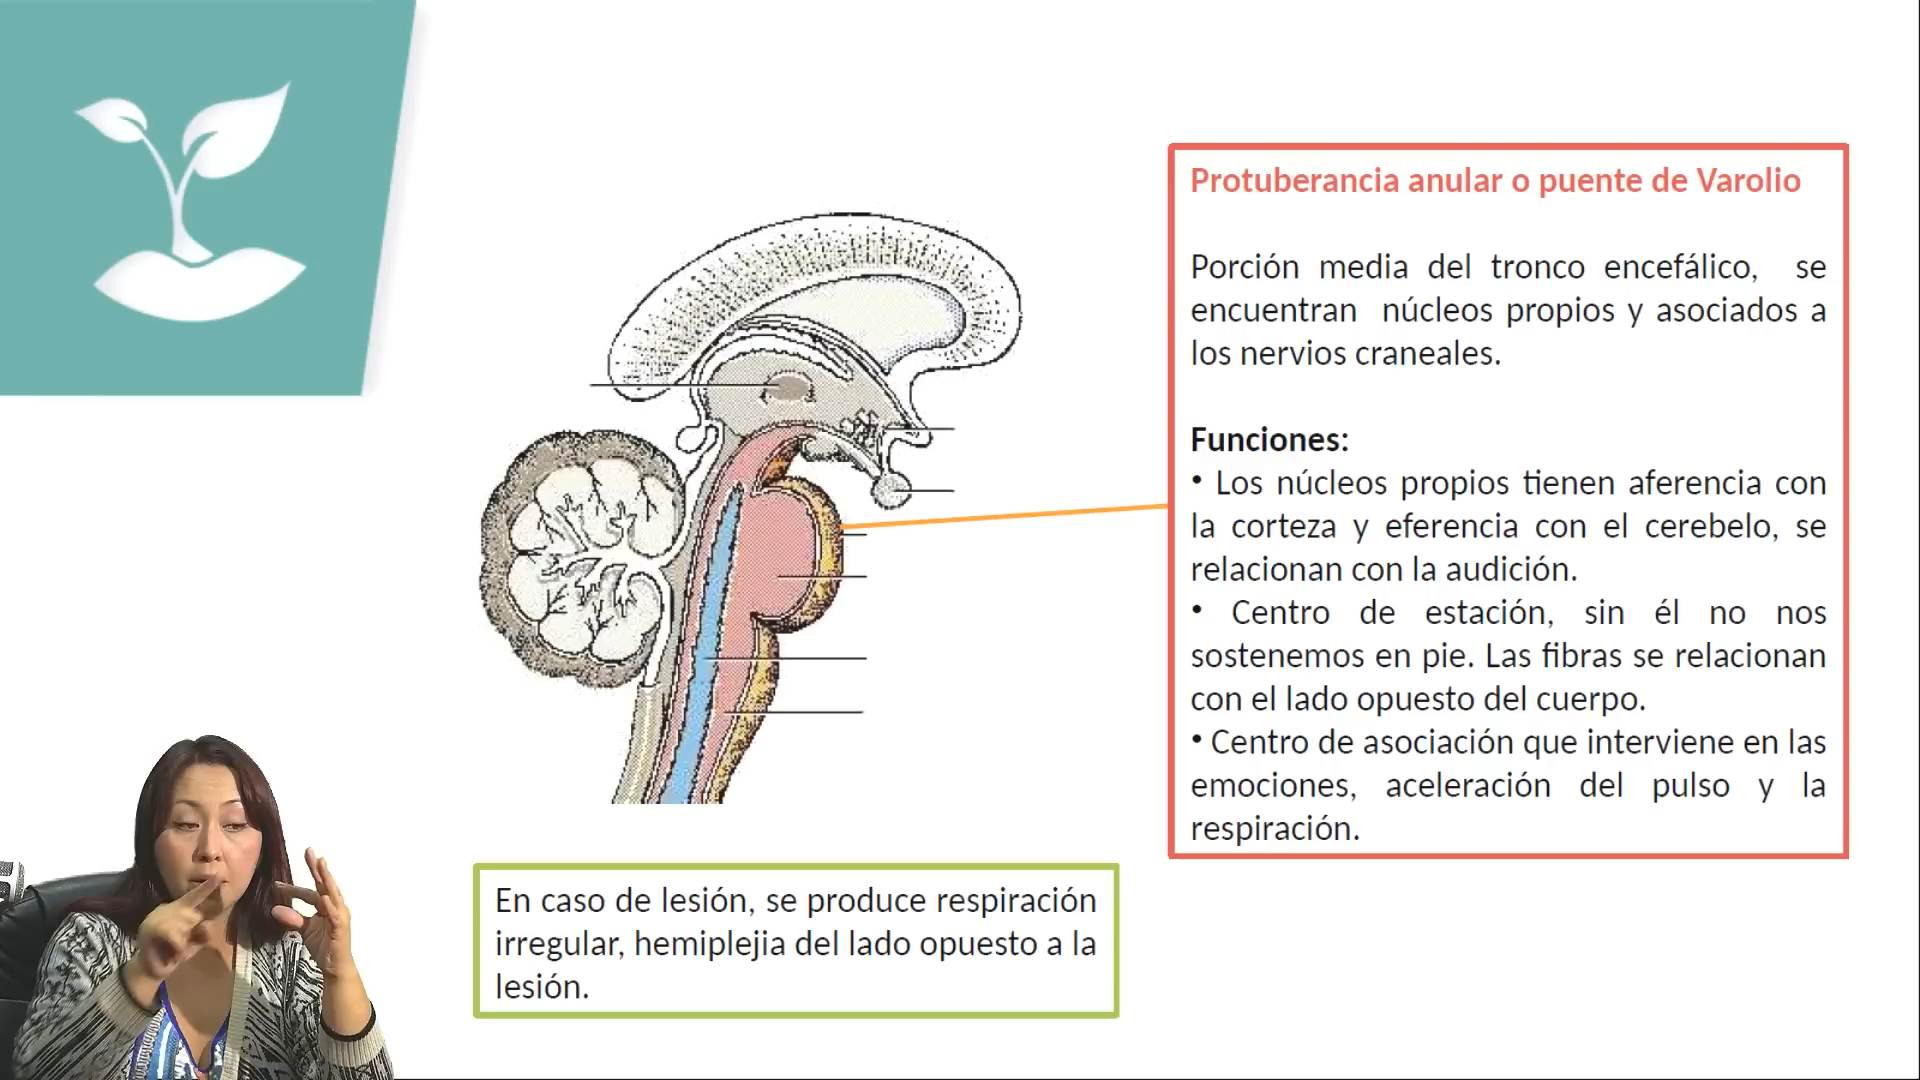 Protuberancia anular o puente de Varolio
Porción media del tronco encefálico, se
encuentran núcleos propios y asociados a
los nervios craneales.
Funciones:
• Los núcleos propios tienen aferencia con
la corteza y eferencia con el cerebelo, se
relacionan con la audición.
• Centro de estación, sin él no nos
sostenemos en pie. Las fibras se relacionan
con el lado opuesto del cuerpo.
• Centro de asociación que interviene en las
emociones, aceleración del pulso y la
respiración.
En caso de lesión, se produce respiración
irregular, hemiplejia del lado opuesto a la
lesión.